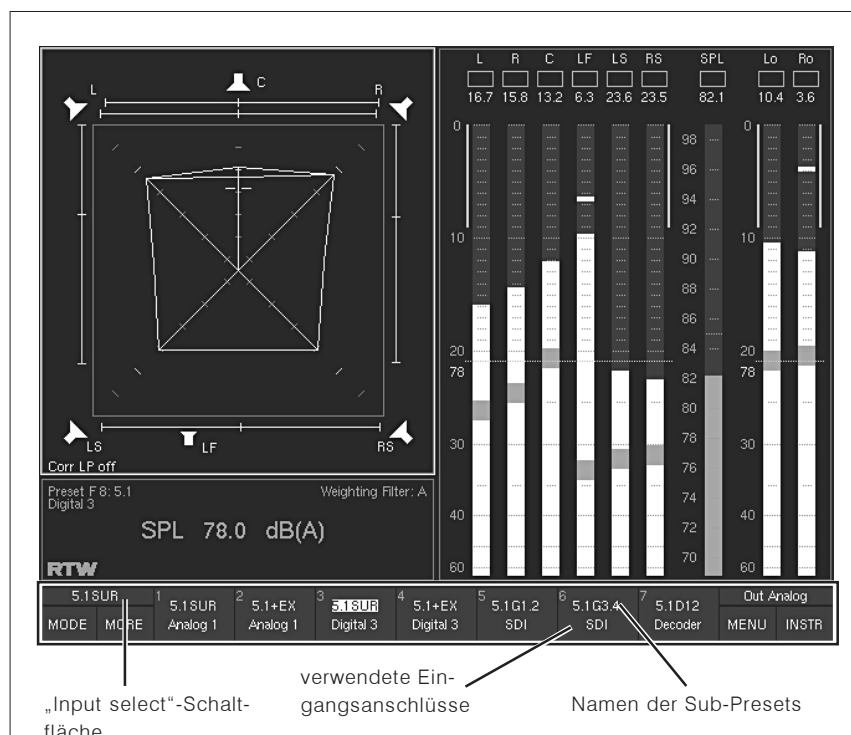 L R C LF LS RS SPL Lo Ro
16.7 15.8 13.2 6.3 23.6 23.5 82.1 10.4 3.6
L C R
LS LF RS
Corr LP off
0 10 20 78 30 40 50 60
98 96 94 92 90 88 86 84 82 80 78 76 74 72 70
0 10 20 78 30 40 60
Preset F 8: 5.1 Weighting Filter: A
Digital 3
SPL 78.0 dB(A)
RTW
5.1SUR 1 5.1SUR 2 5.1+EX 3 5.1SUR 4 5.1+EX 5 5.1G1.2 6 5.1G3.4 7 5.1D12 Out Analog
MODE MORE Analog 1 Analog 1 Digital 3 Digital 3 SDI SDI Decoder MENU INSTR
„Input select“-Schalt-
fläche
verwendete Ein-
gangsanschlüsse
Namen der Sub-Presets